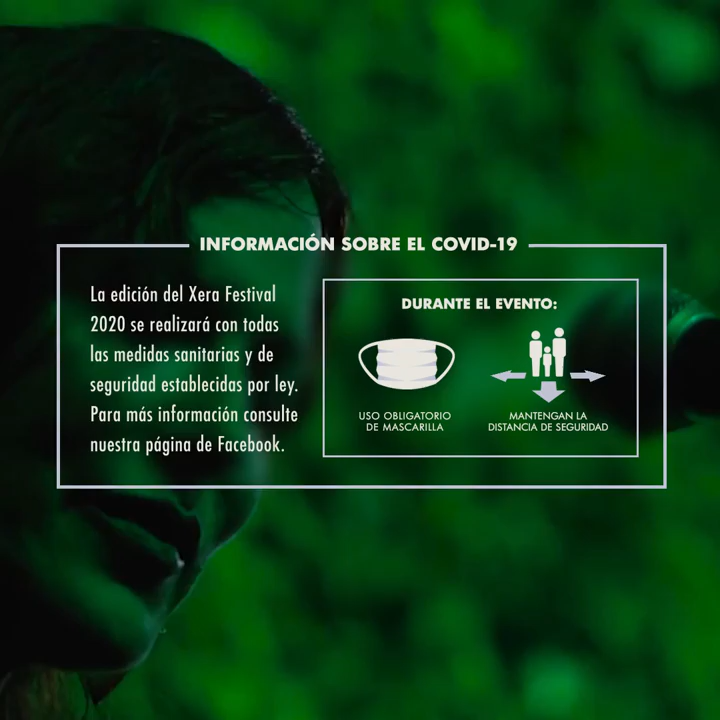 INFORMACIÓN SOBRE EL COVID-19
La edición del Xera Festival
2020 se realizará con todas
las medidas sanitarias y de
seguridad establecidas por ley.
Para más información consulte
nuestra página de Facebook.
DURANTE EL EVENTO:
USO OBLIGATORIO
DE MASCARILLA
MANTENGAN LA
DISTANCIA DE SEGURIDAD